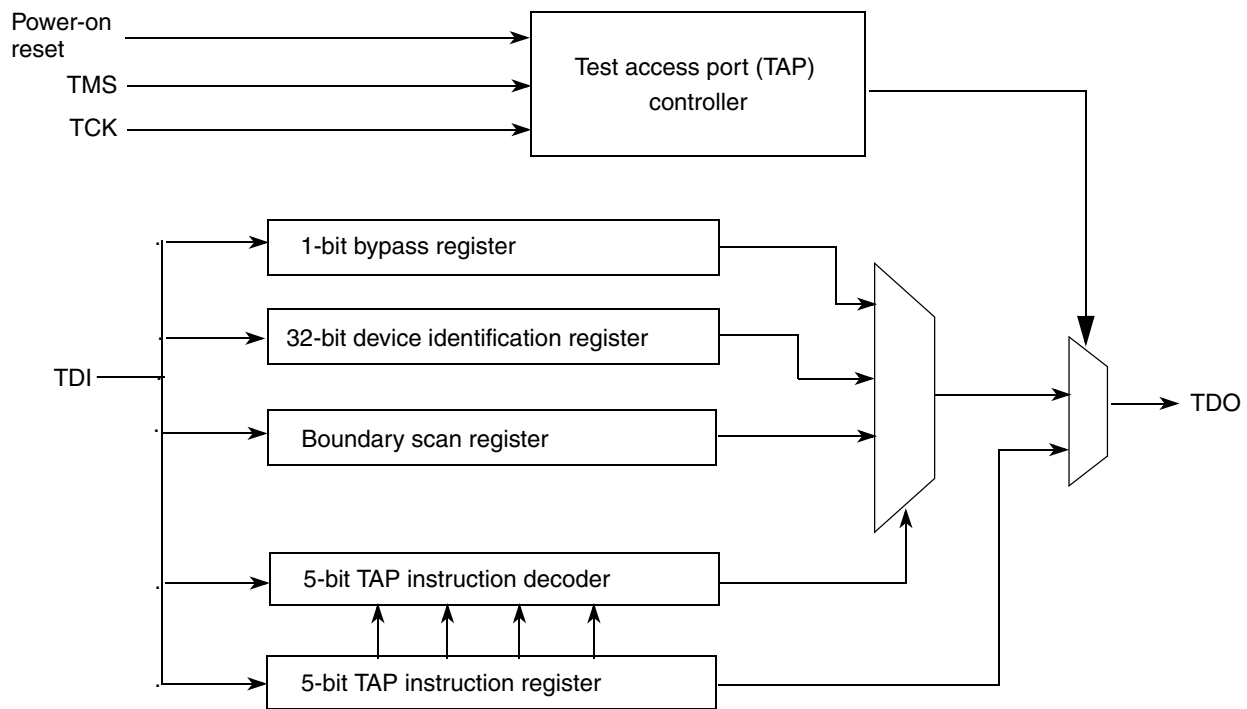 Power-on
reset
TMS
TCK
Test access port (TAP)
controller
1-bit bypass register
32-bit device identification register
TDI
Boundary scan register
TDO
5-bit TAP instruction decoder
5-bit TAP instruction register